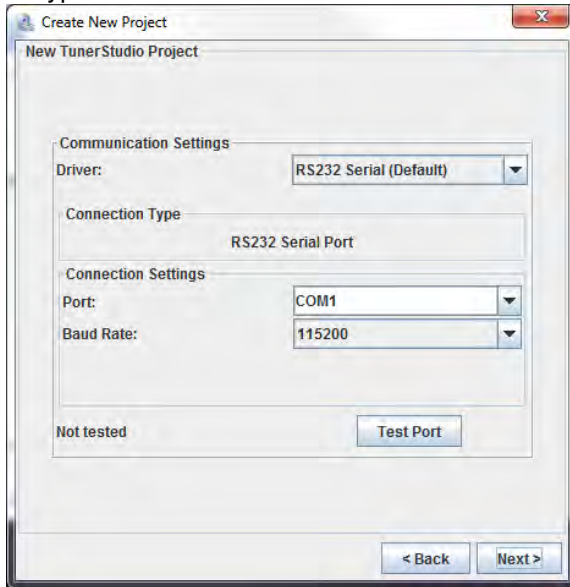 Create New Project
New TunerStudio Project
Communication Settings
Driver: RS232 Serial (Default)
Connection Type
RS232 Serial Port
Connection Settings
Port: COM1
Baud Rate: 115200
Not tested Test Port
< Back Next >